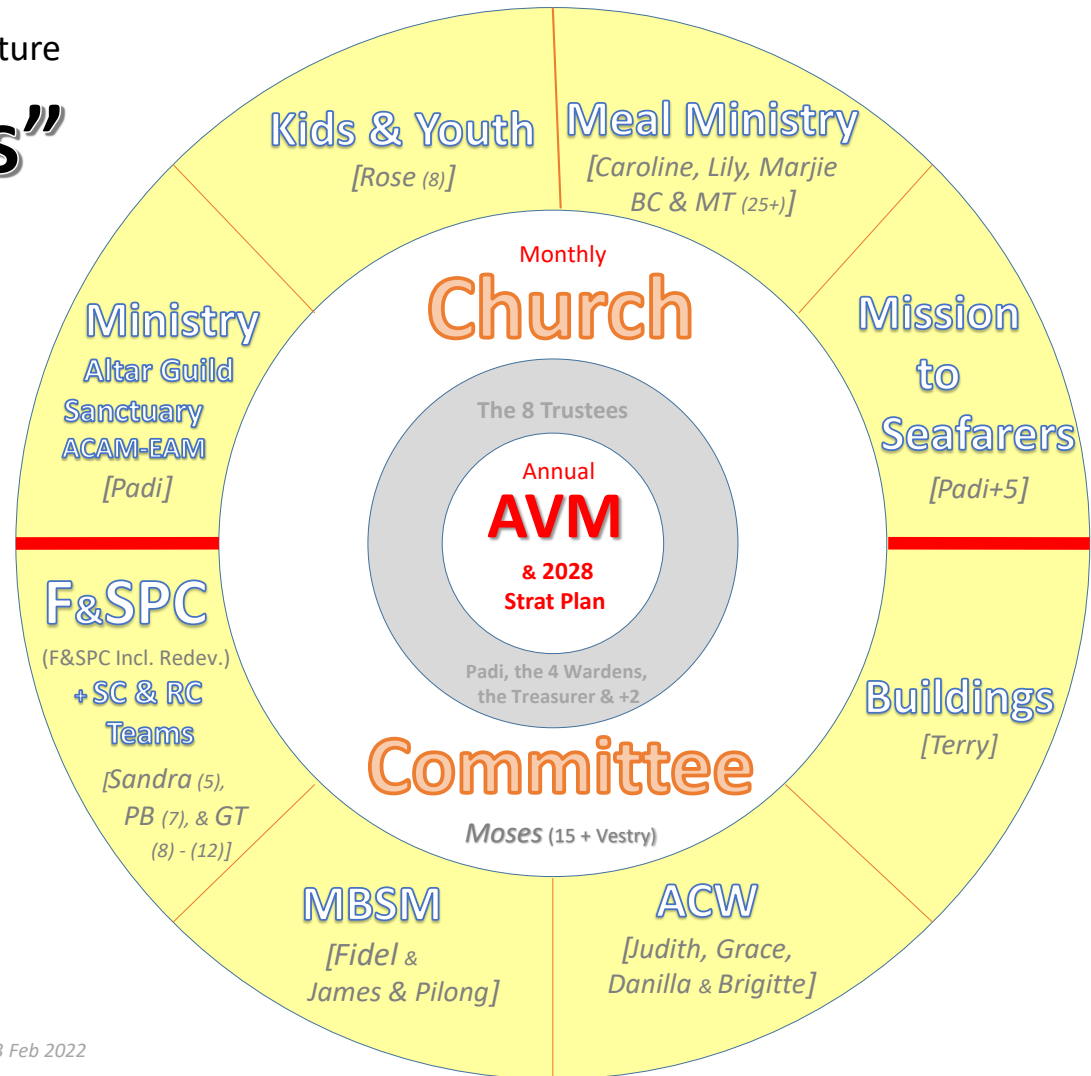 ture
s”
Kids & Youth
[Rose (8)]
Meal Ministry
[Caroline, Lily, Marjie
BC & MT (25+)]
Mission
to
Seafarers
[Padi+5]
Ministry
Altar Guild
Sanctuary
ACAM-EAM
[Padi]
Monthly
Church
The 8 Trustees
Annual
AVM
& 2028
Strat Plan
Padi, the 4 Wardens,
the Treasurer & +2
Committee
Moses (15 + Vestry)
F&SPC
(F&SPC Incl. Redev.)
+ SC & RC
Teams
[Sandra (5),
PB (7), & GT
(8) - (12)]
Buildings
[Terry]
MBSM
[Fidel &
James & Pilong]
ACW
[Judith, Grace,
Danilla & Brigitte]
Feb 2022